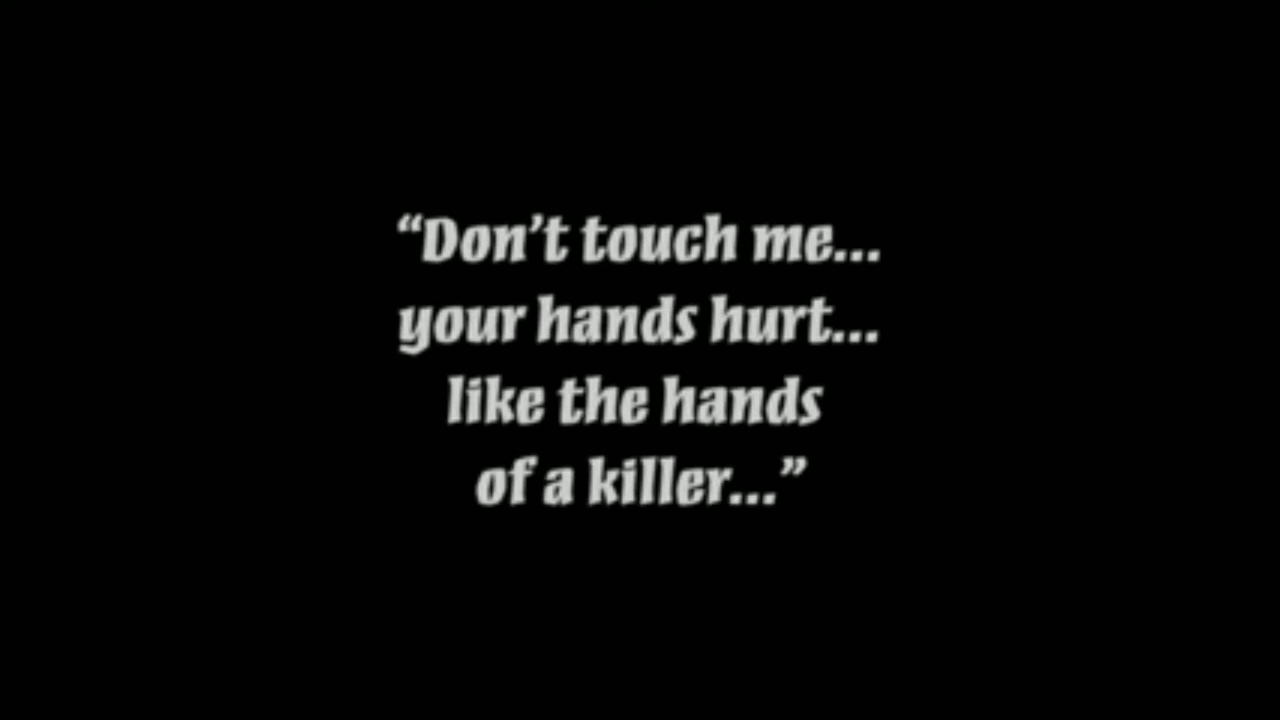 “Don’t touch me...
your hands hurt...
like the hands
of a killer...”